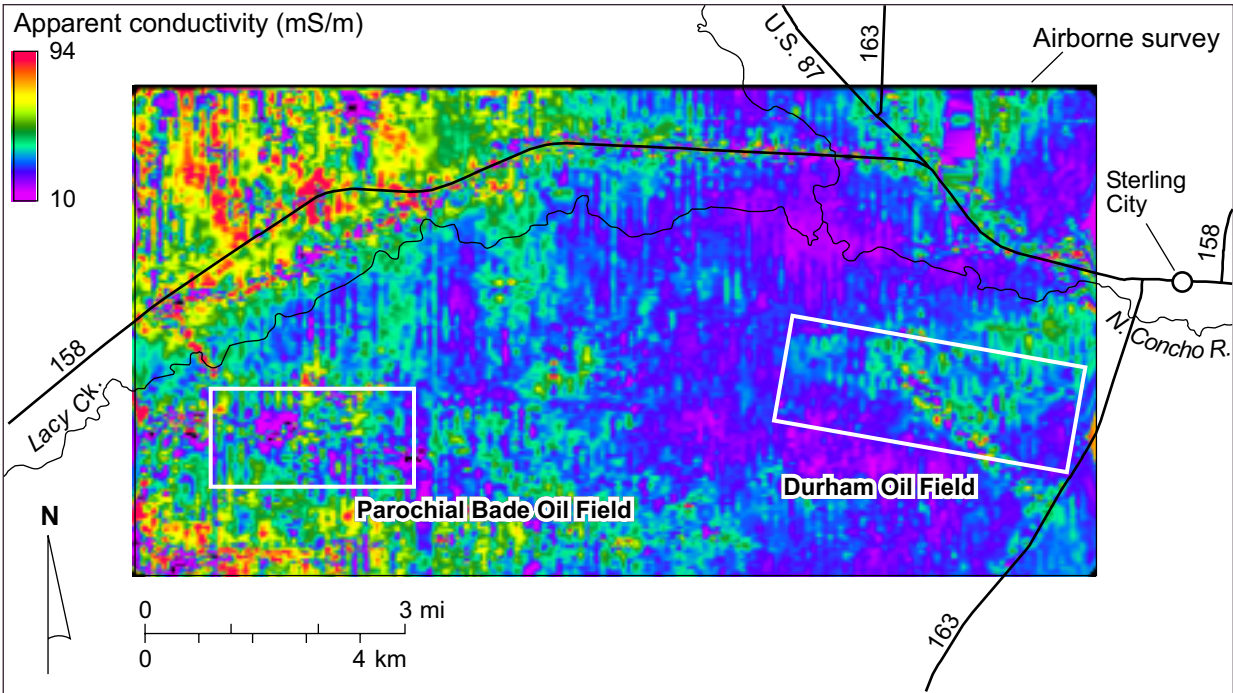 Apparent conductivity (mS/m)
94
10
U.S. 87
163
Airborne survey
Sterling
City
158
N. Concho R.
158
Lacy Ck.
Durham Oil Field
Parochial Bade Oil Field
N
0
3 mi
0
4 km
163